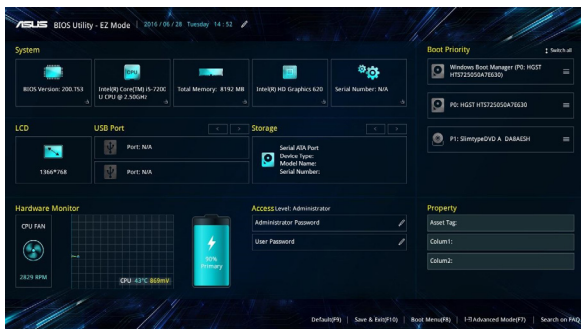 ASUS BIOS Utility - EZ Mode | 2016/06/28 Tuesday 14:52
System
BIOS Version: 200.153
Intel(R) Core(TM) i5-7200
U CPU @ 2.50GHz
Total Memory: 8192 MB
Intel(R) HD Graphics 620
Serial Number: N/A
Boot Priority
Switch all
Windows Boot Manager (P0: HGST
HTS725050A7E630)
P0: HGST HTS725050A7E630
P1: SlimtypeDVD A DA8AESH
LCD
1366*768
USB Port
Port: N/A
Port: N/A
Storage
Serial ATA Port
Device Type:
Model Name:
Serial Number:
Hardware Monitor
CPU FAN
2829 RPM
CPU 43°C 869mV
50%
Primary
Access Level: Administrator
Administrator Password
User Password
Property
Asset Tag:
Colum1:
Colum2:
Default(F9) | Save & Exit(F10) | Boot Menu(F8) | Advanced Mode(F7) | Search on FAQ